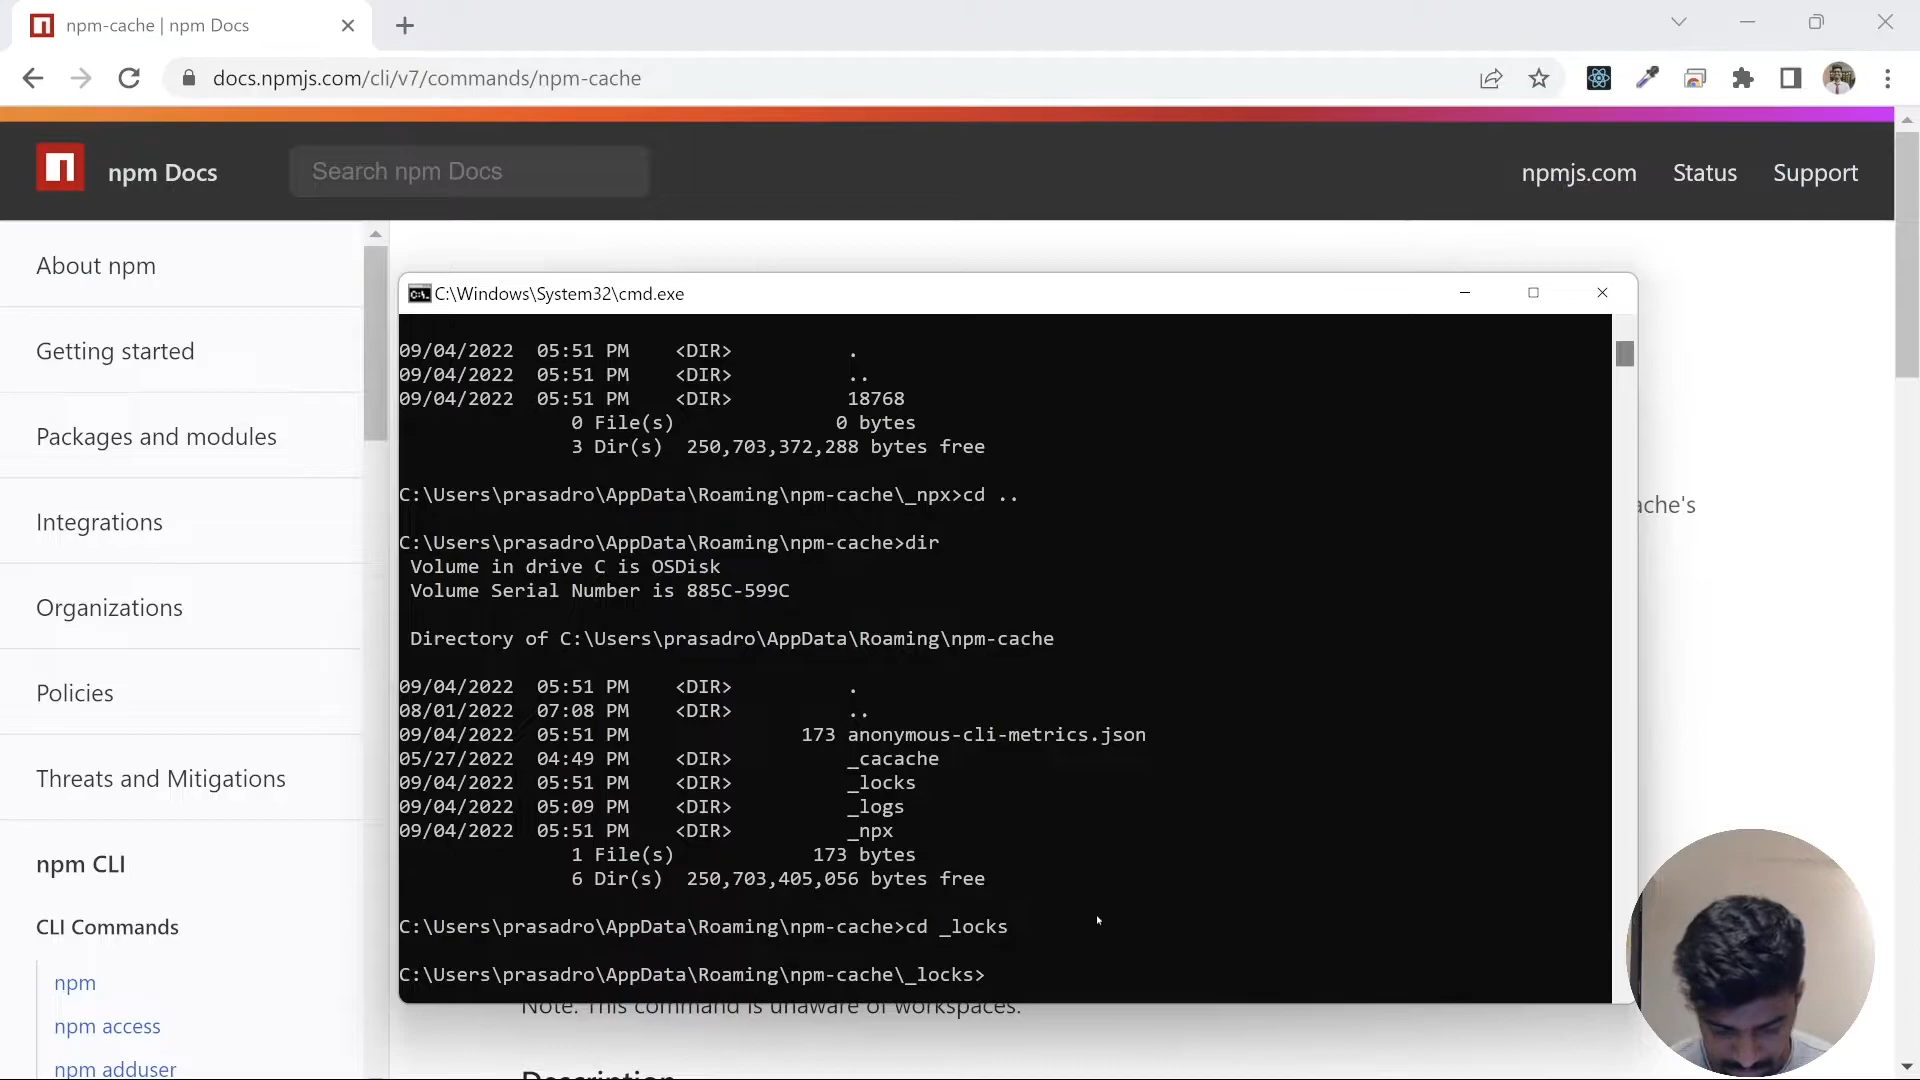 npm-cache | npm Docs
docs.npmjs.com/cli/v7/commands/npm-cache
npm Docs
Search npm Docs
npmjs.com
Status
Support
About npm
Getting started
Packages and modules
Integrations
Organizations
Policies
Threats and Mitigations
npm CLI
CLI Commands
npm
npm access
npm adduser
C:\Windows\System32\cmd.exe
09/04/2022  05:51 PM    <DIR>          .
09/04/2022  05:51 PM    <DIR>          ..
09/04/2022  05:51 PM    <DIR>          18768
0 File(s)              0 bytes
3 Dir(s)  250,703,372,288 bytes free
C:\Users\prasadro\AppData\Roaming\npm-cache\_npx>cd ..
C:\Users\prasadro\AppData\Roaming\npm-cache>dir
Volume in drive C is OSDisk
Volume Serial Number is 885C-599C
Directory of C:\Users\prasadro\AppData\Roaming\npm-cache
09/04/2022  05:51 PM    <DIR>          .
08/01/2022  07:08 PM    <DIR>          ..
09/04/2022  05:51 PM               173 anonymous-cli-metrics.json
05/27/2022  04:49 PM    <DIR>          _cacache
09/04/2022  05:51 PM    <DIR>          _locks
09/04/2022  05:09 PM    <DIR>          _logs
09/04/2022  05:51 PM    <DIR>          _npx
1 File(s)            173 bytes
6 Dir(s)  250,703,405,056 bytes free
C:\Users\prasadro\AppData\Roaming\npm-cache>cd _locks
C:\Users\prasadro\AppData\Roaming\npm-cache\_locks>
ache's
Note: This command is unaware of workspaces.
Description